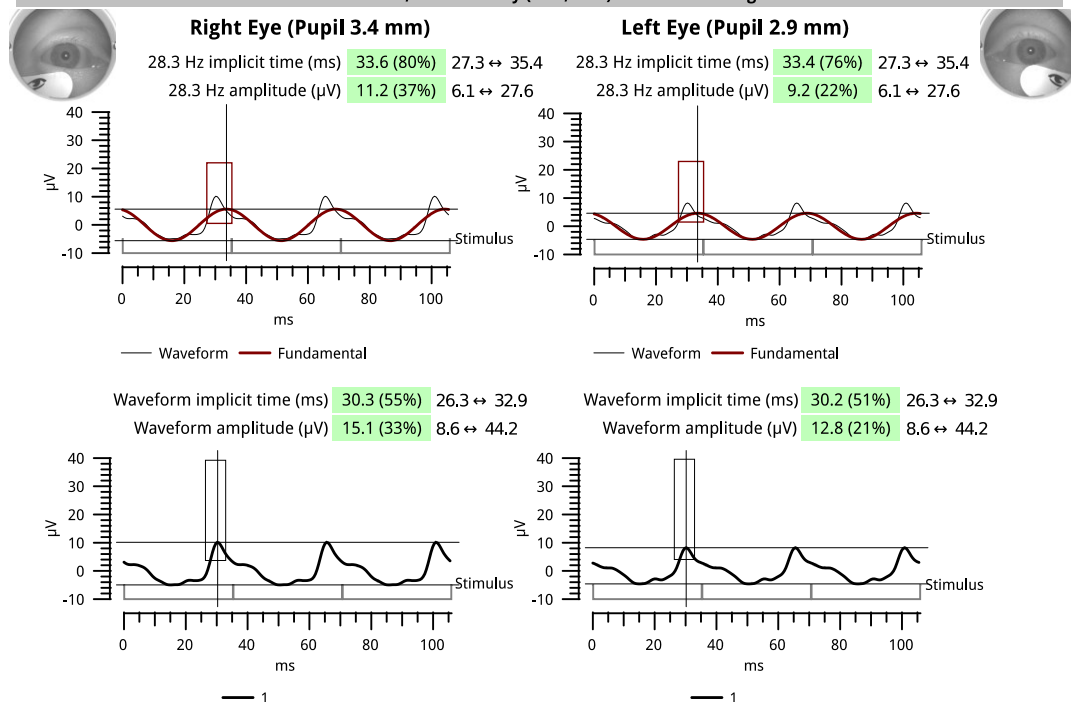 Right Eye (Pupil 3.4 mm)
28.3 Hz implicit time (ms) 33.6 (80%) 27.3 ↔ 35.4
28.3 Hz amplitude (µV) 11.2 (37%) 6.1 ↔ 27.6
40
30
20
10
0
-10
µV
Stimulus
0 20 40 60 80 100
ms
Waveform Fundamental
Left Eye (Pupil 2.9 mm)
28.3 Hz implicit time (ms) 33.4 (76%) 27.3 ↔ 35.4
28.3 Hz amplitude (µV) 9.2 (22%) 6.1 ↔ 27.6
40
30
20
10
0
-10
µV
Stimulus
0 20 40 60 80 100
ms
Waveform Fundamental
Waveform implicit time (ms) 30.3 (55%) 26.3 ↔ 32.9
Waveform amplitude (µV) 15.1 (33%) 8.6 ↔ 44.2
40
30
20
10
0
-10
µV
Stimulus
0 20 40 60 80 100
ms
1
Waveform implicit time (ms) 30.2 (51%) 26.3 ↔ 32.9
Waveform amplitude (µV) 12.8 (21%) 8.6 ↔ 44.2
40
30
20
10
0
-10
µV
Stimulus
0 20 40 60 80 100
ms
1